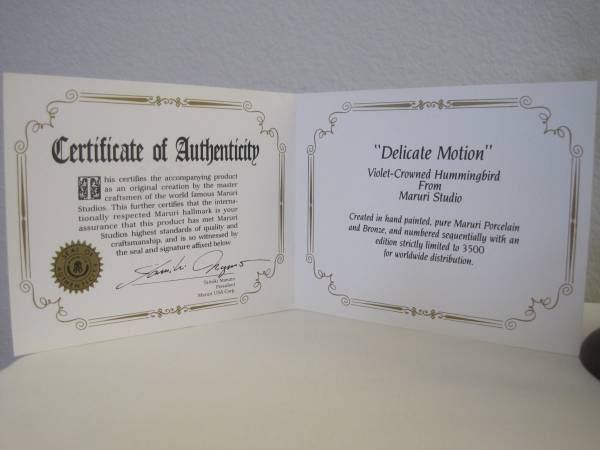 Certificate of Authenticity
This certifies the accompanying product
as an original creation by the master
craftsmen of the world famous Maruri
Studios. This further certifies that the interna-
tionally respected Maruri hallmark is your
assurance that this product has met Maruri
Studios highest standards of quality and
craftsmanship, and is so witnessed by
the seal and signature affixed below.
President
Maruri USA Corp.
"Delicate Motion"
Violet-Crowned Hummingbird
From
Maruri Studio
Created in hand painted, pure Maruri Porcelain
and Bronze, and numbered sequentially with an
edition strictly limited to 3500
for worldwide distribution.